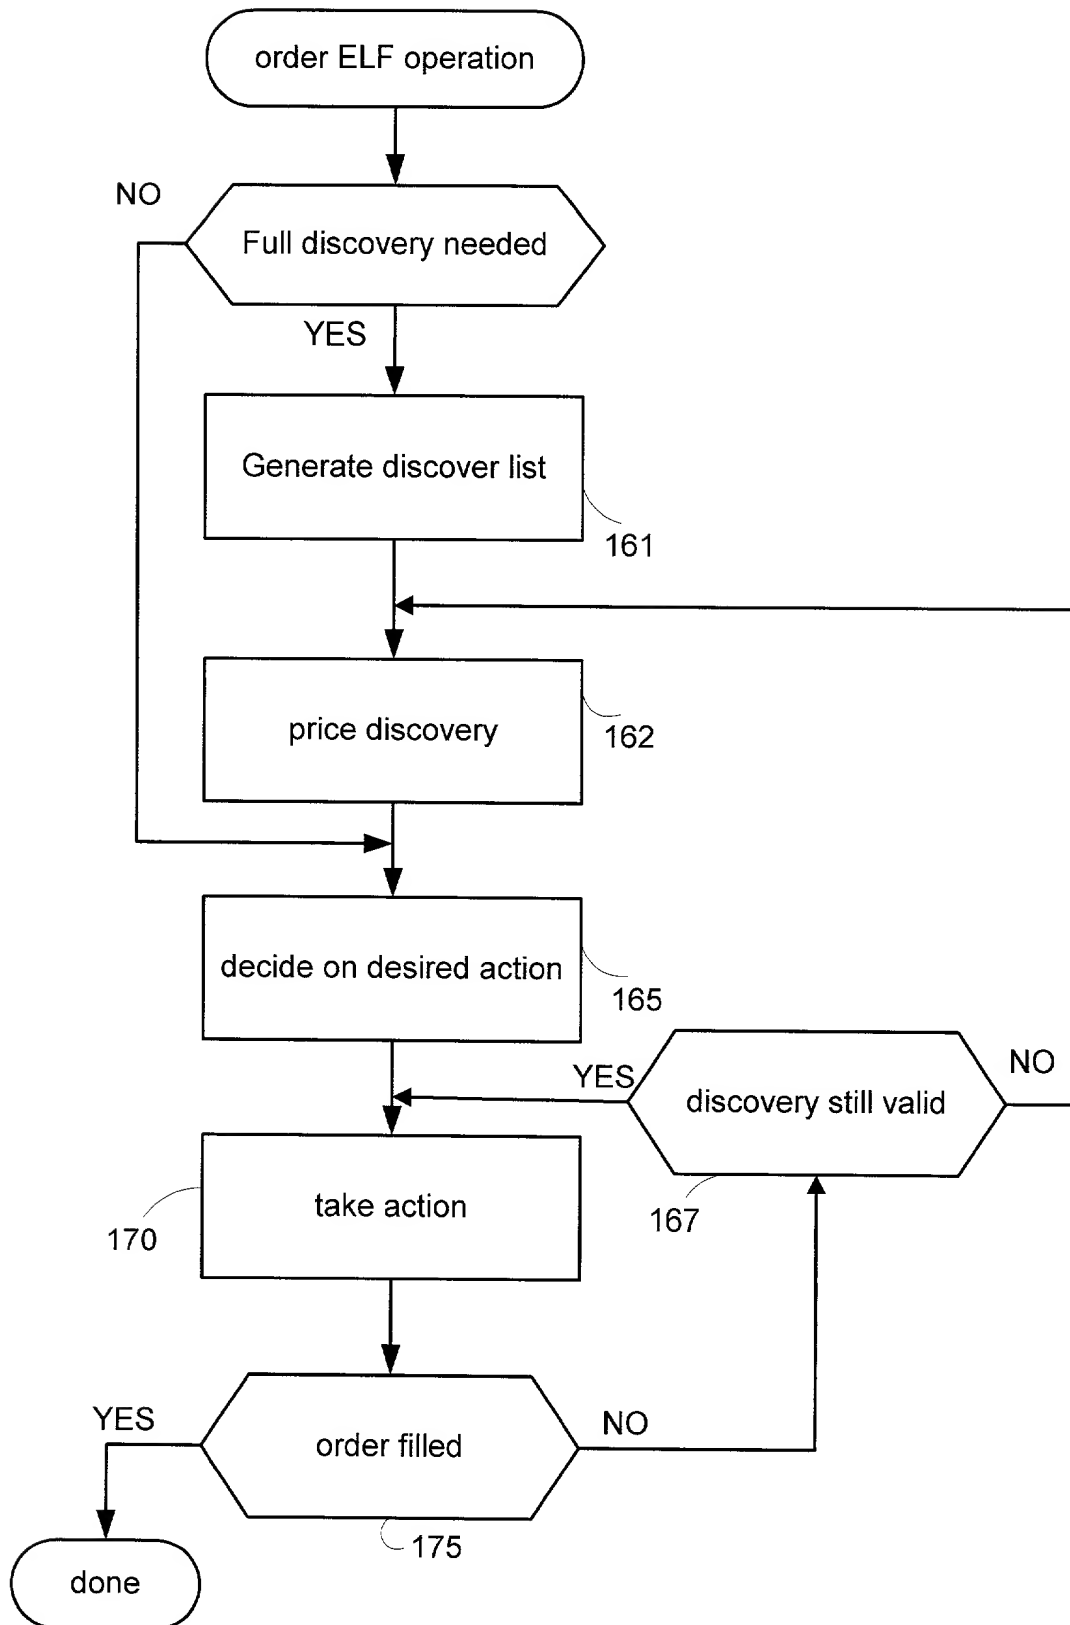 order ELF operation
NO
Full discovery needed
YES
Generate discover list
161
price discovery
162
decide on desired action
165
YES
discovery still valid
NO
take action
170
167
YES
order filled
NO
175
done